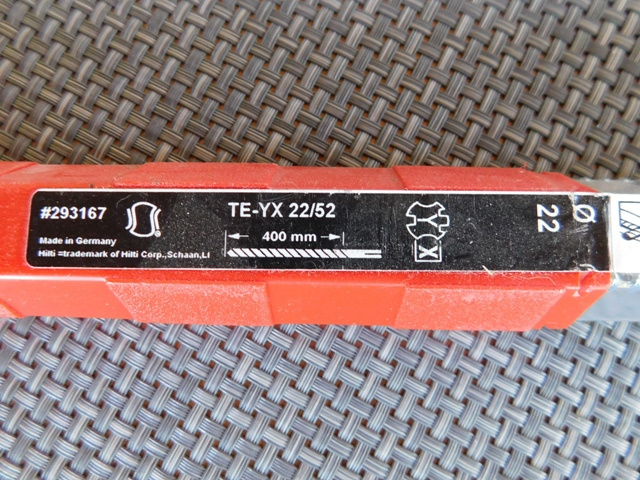 #293167
Made in Germany
Hilti =trademark of Hilti Corp.,Schaan,LI
TE-YX 22/52
400 mm
Y
X
Ø
22